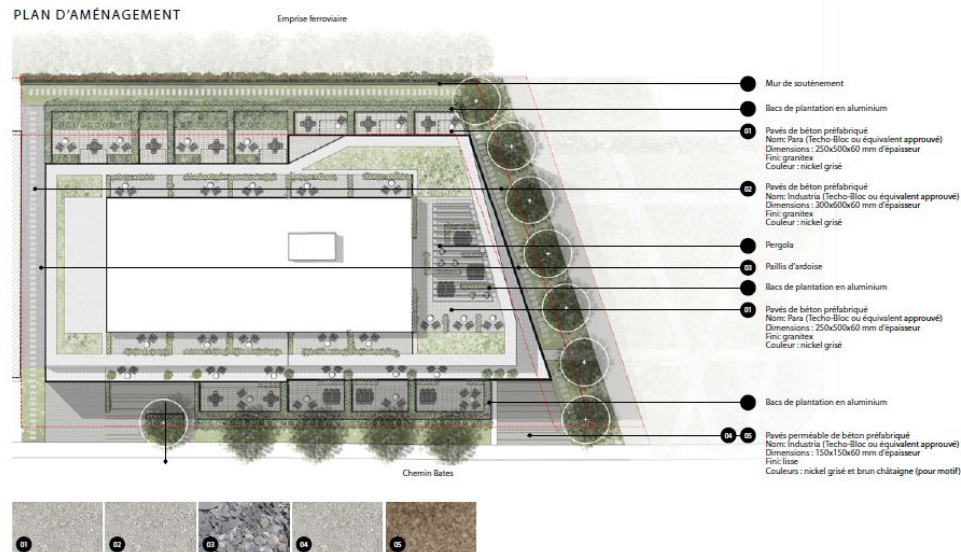 PLAN D'AMÉNAGEMENT
Emprise ferroviaire
Mur de soutènement
Bacs de plantation en aluminium
01 Pavés de béton préfabriqué
Nom: Para (Techo-Bloc ou équivalent approuvé)
Dimensions : 250x500x60 mm d'épaisseur
Fini: granitex
Couleur : nickel grisé
02 Pavés de béton préfabriqué
Nom: Industria (Techo-Bloc ou équivalent approuvé)
Dimensions : 300x600x60 mm d'épaisseur
Fini: granitex
Couleur : nickel grisé
Pergola
03 Paillis d'ardoise
Bacs de plantation en aluminium
01 Pavés de béton préfabriqué
Nom: Para (Techo-Bloc ou équivalent approuvé)
Dimensions : 250x500x60 mm d'épaisseur
Fini: granitex
Couleur : nickel grisé
Bacs de plantation en aluminium
04 05 Pavés perméable de béton préfabriqué
Nom: Industria (Techo-Bloc ou équivalent approuvé)
Dimensions : 150x150x60 mm d'épaisseur
Fini: lisse
Couleurs : nickel grisé et brun châtaigne (pour motif)
Chemin Bates
01 02 03 04 05